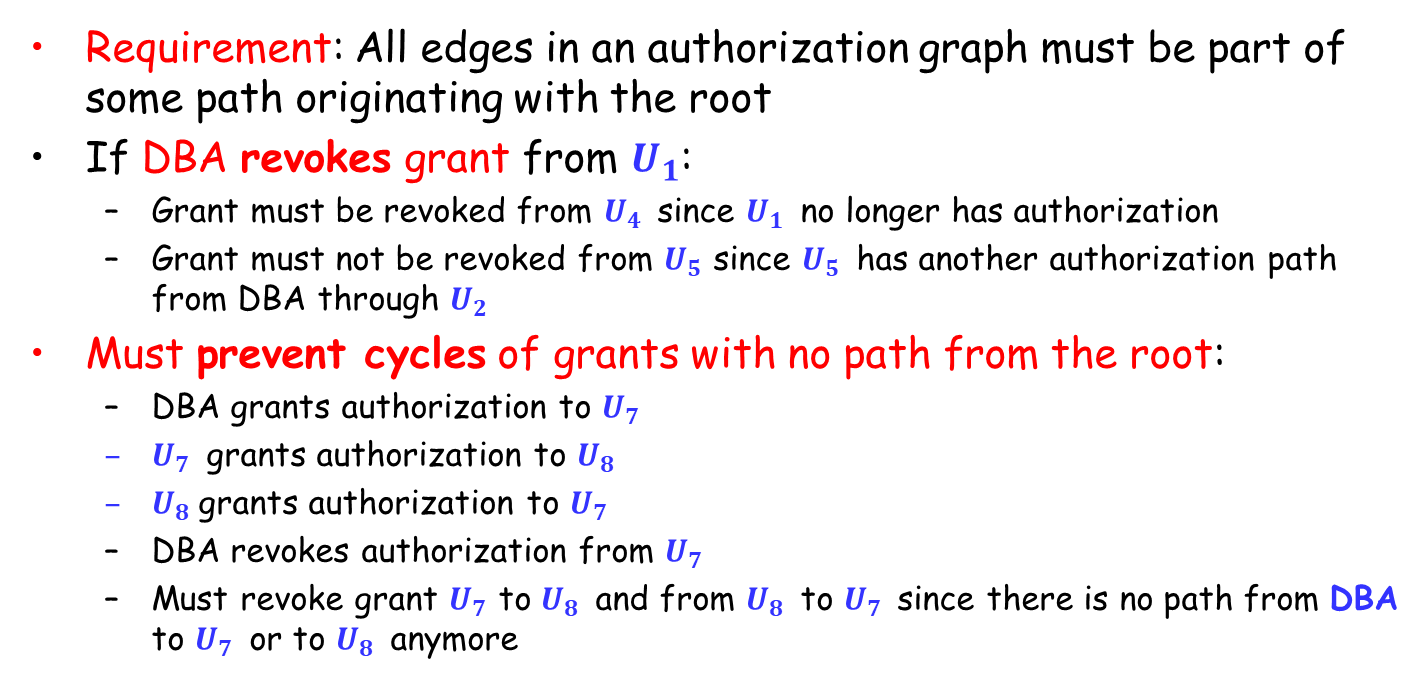 • Requirement: All edges in an authorization graph must be part of
some path originating with the root
• If DBA revokes grant from U₁:
– Grant must be revoked from U₄ since U₁ no longer has authorization
– Grant must not be revoked from U₅ since U₅ has another authorization path
from DBA through U₂
• Must prevent cycles of grants with no path from the root:
– DBA grants authorization to U₇
– U₇ grants authorization to U₈
– U₈ grants authorization to U₇
– DBA revokes authorization from U₇
– Must revoke grant U₇ to U₈ and from U₈ to U₇ since there is no path from DBA
to U₇ or to U₈ anymore